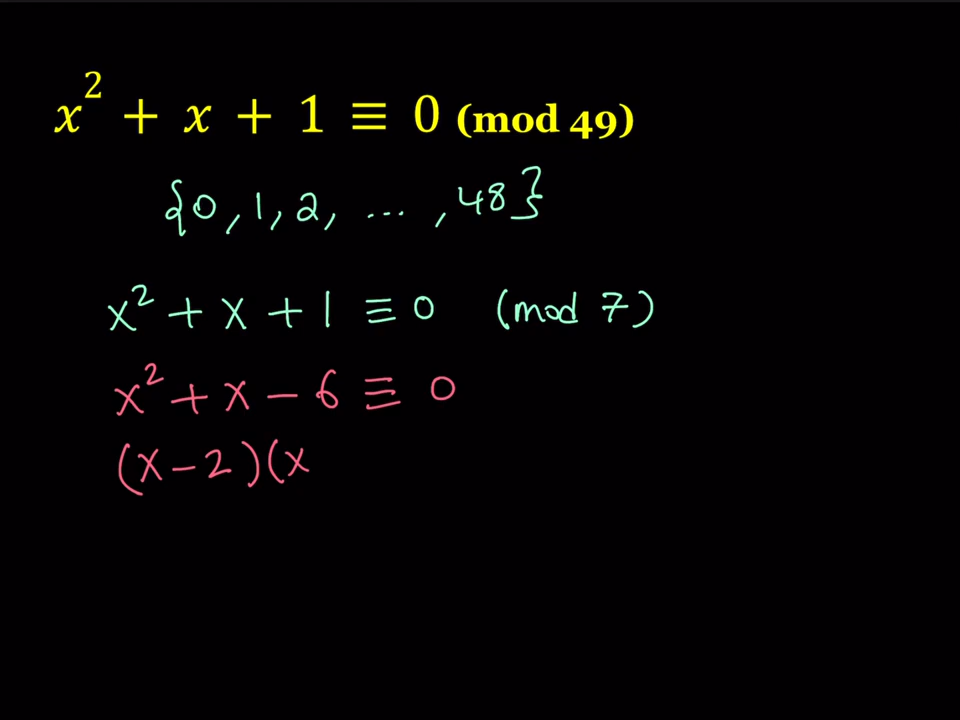 x² + x + 1 ≡ 0 (mod 49)
{0, 1, 2, ... , 48}
x² + x + 1 ≡ 0 (mod 7)
x² + x - 6 ≡ 0
(x - 2)(x